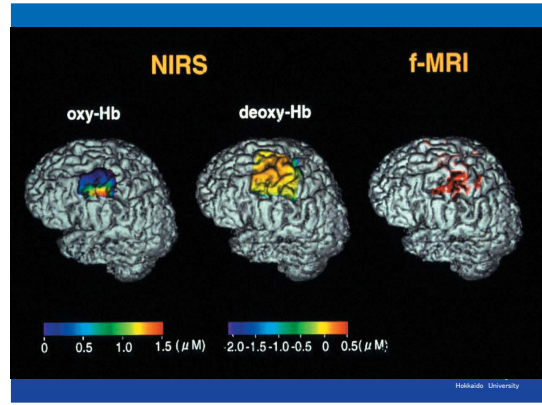 NIRS
f-MRI
oxy-Hb
deoxy-Hb
0 0.5 1.0 1.5 (μM)
-2.0 -1.5 -1.0 -0.5 0 0.5(μM)
Hokkaido University